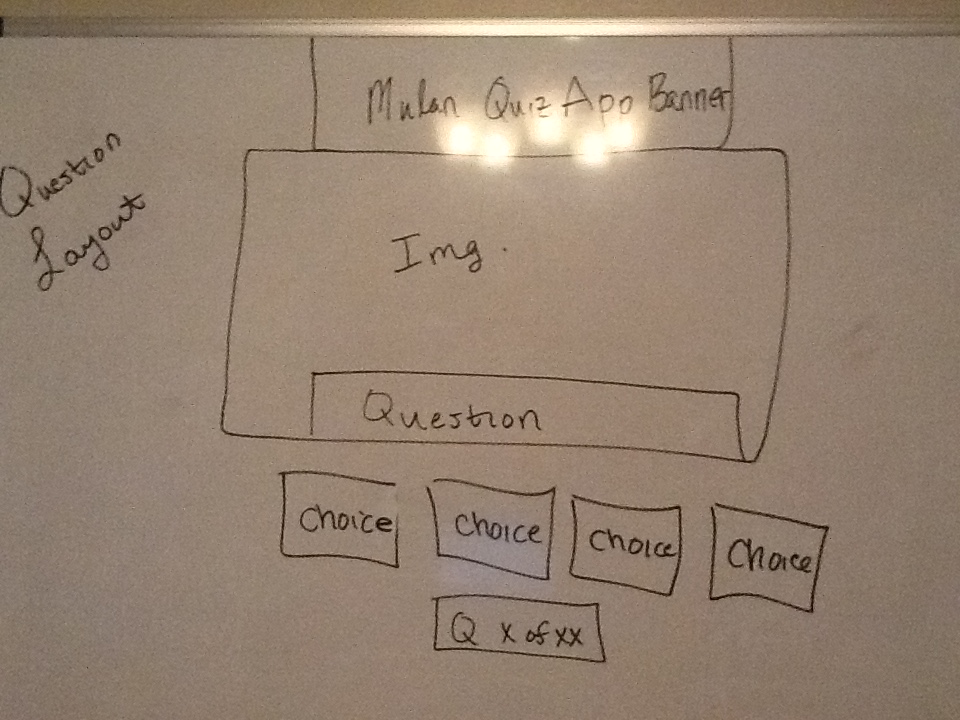 Mulan Quiz App Banner
Question
Layout
Img.
Question
Choice
Choice
Choice
Choice
Q x of xx